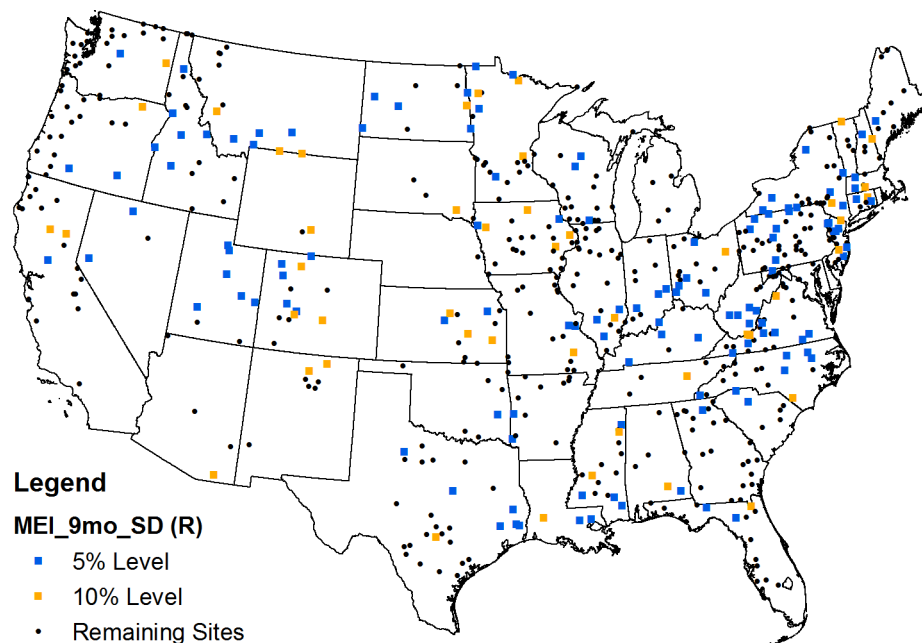 Legend
MEI_9mo_SD (R)
5% Level
10% Level
Remaining Sites